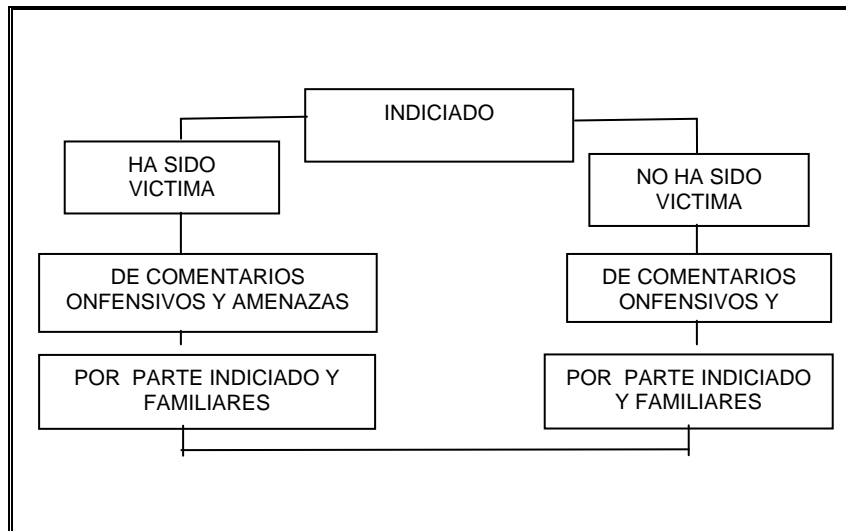 INDICIADO
HA SIDO
VICTIMA
NO HA SIDO
VICTIMA
DE COMENTARIOS
ONFENSIVOS Y AMENAZAS
DE COMENTARIOS
ONFENSIVOS Y
POR PARTE INDICIADO Y
FAMILIARES
POR PARTE INDICIADO
Y FAMILIARES